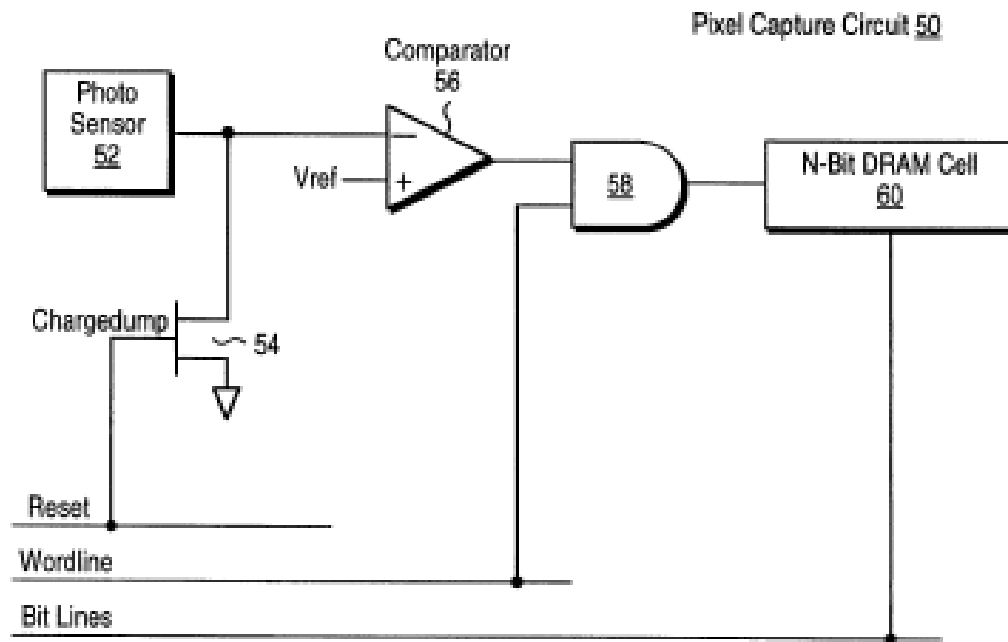 Pixel Capture Circuit 50
Comparator
56
Photo
Sensor
52
Vref
+
58
N-Bit DRAM Cell
60
Chargedump
54
Reset
Wordline
Bit Lines